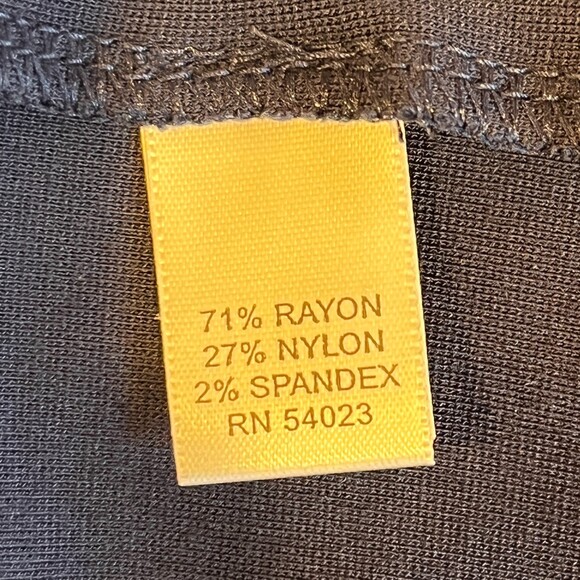 71% RAYON
27% NYLON
2% SPANDEX
RN 54023